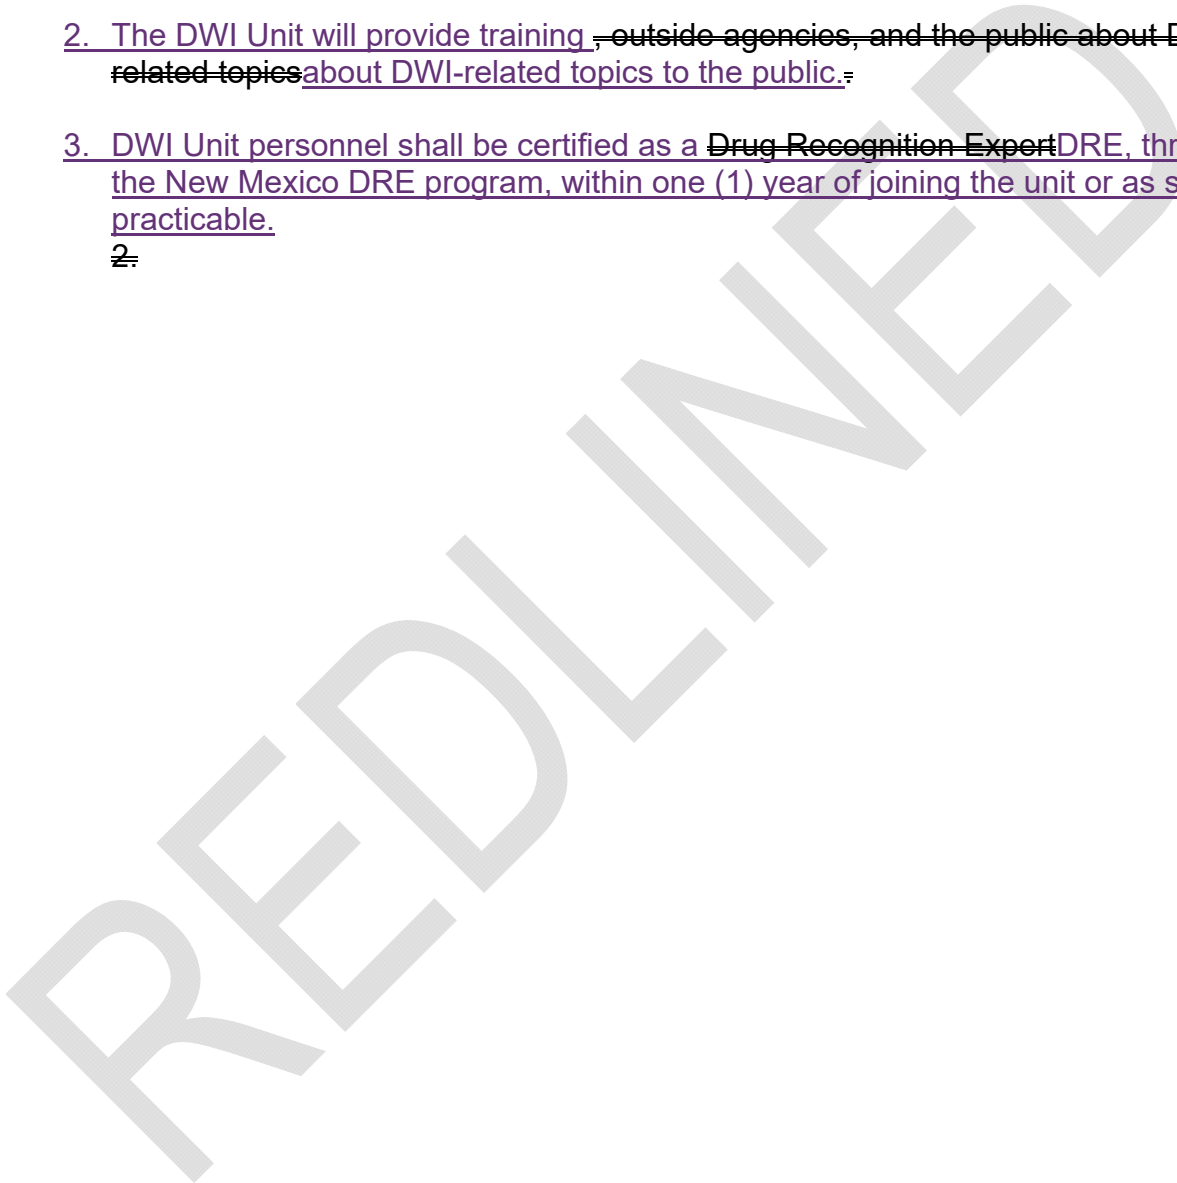 2. The DWI Unit will provide training , outside agencies, and the public about D
related topicsabout DWI-related topics to the public..
3. DWI Unit personnel shall be certified as a Drug Recognition ExpertDRE, thr
the New Mexico DRE program, within one (1) year of joining the unit or as s
practicable.
2.
REDLINED